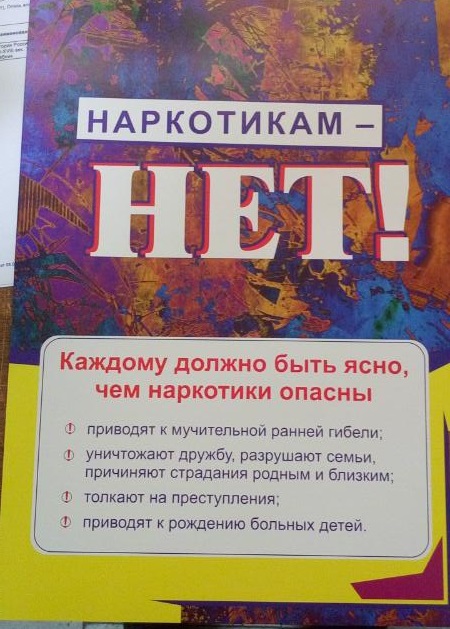 НАРКОТИКАМ –
НЕТ!
Каждому должно быть ясно,
чем наркотики опасны
приводят к мучительной ранней гибели;
уничтожают дружбу, разрушают семьи,
причиняют страдания родным и близким;
толкают на преступления;
приводят к рождению больных детей.